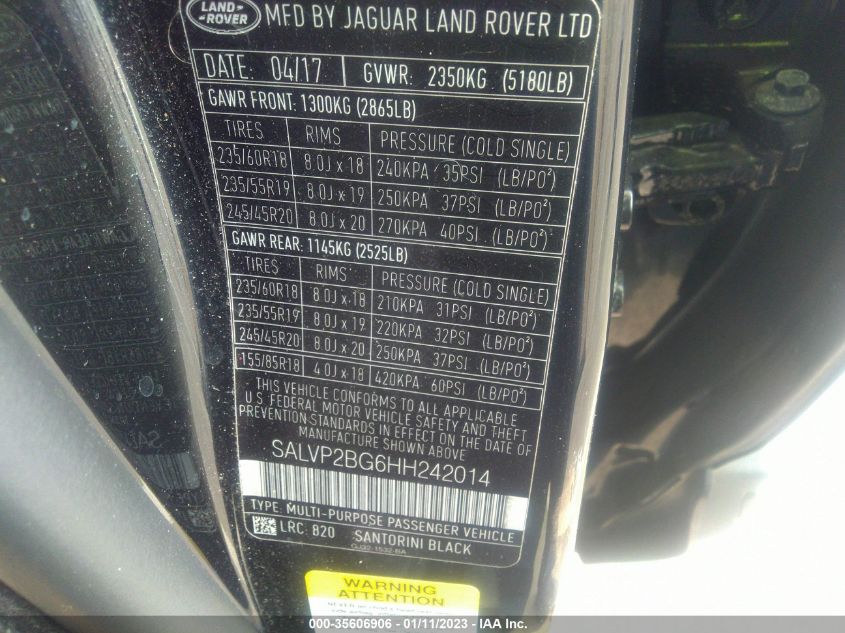 LAND
ROVER
MFD BY JAGUAR LAND ROVER LTD
DATE: 04/17 GVWR: 2350KG (5180LB)
GAWR FRONT: 1300KG (2865LB)
TIRES RIMS PRESSURE (COLD SINGLE)
235/60R18 8.0J x 18 240KPA 35PSI (LB/PO²)
235/55R19 8.0J x 19 250KPA 37PSI (LB/PO²)
245/45R20 8.0J x 20 270KPA 40PSI (LB/PO²)
GAWR REAR: 1145KG (2525LB)
TIRES RIMS PRESSURE (COLD SINGLE)
235/60R18 8.0J x 18 210KPA 31PSI (LB/PO²)
235/55R19 8.0J x 19 220KPA 32PSI (LB/PO²)
245/45R20 8.0J x 20 250KPA 37PSI (LB/PO²)
155/85R18 4.0J x 18 420KPA 60PSI (LB/PO²)
THIS VEHICLE CONFORMS TO ALL APPLICABLE
U.S. FEDERAL MOTOR VEHICLE SAFETY AND THEFT
PREVENTION STANDARDS IN EFFECT ON THE DATE OF
MANUFACTURE SHOWN ABOVE
SALVP2BG6HH242014
TYPE: MULTI-PURPOSE PASSENGER VEHICLE
LRC: 820 SANTORINI BLACK
GJ32-1532-BA
WARNING
ATTENTION
000-35606906 - 01/11/2023 - © IAA Inc.